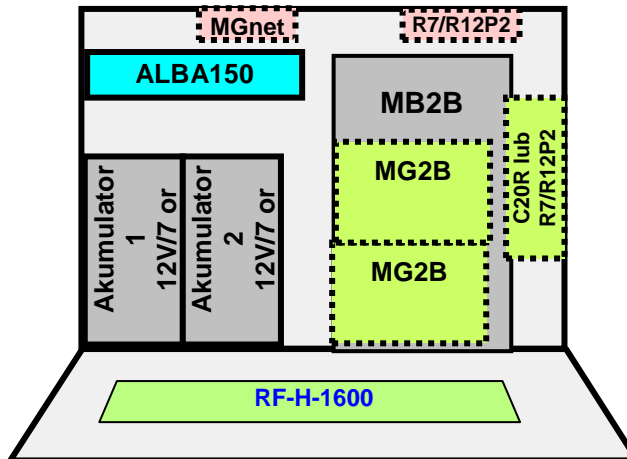 MGnet
R7/R12P2
ALBA150
MB2B
C20R lub
R7/R12P2
MG2B
Akumulator
1
12V/7 or
Akumulator
2
12V/7 or
MG2B
RF-H-1600